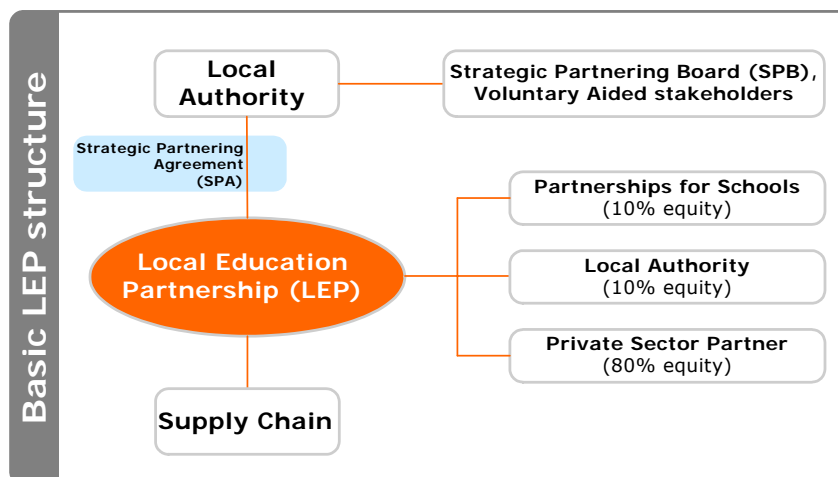 Basic LEP structure
Local
Authority
Strategic Partnering Board (SPB),
Voluntary Aided stakeholders
Strategic Partnering
Agreement
(SPA)
Partnerships for Schools
(10% equity)
Local Education
Partnership (LEP)
Local Authority
(10% equity)
Private Sector Partner
(80% equity)
Supply Chain